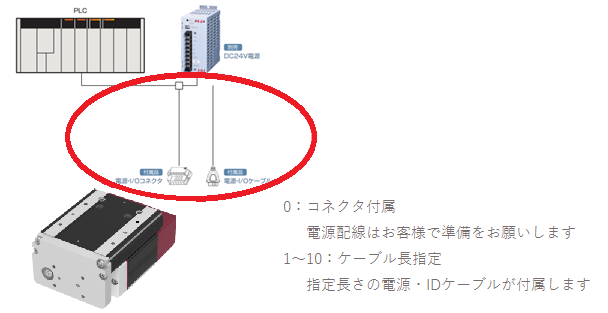 PLC
別売
DC24V電源
付属品
電源・I/Oコネクタ
付属品
電源・I/Oケーブル
0：コネクタ付属
電源配線はお客様で準備をお願いします
1～10：ケーブル長指定
指定長さの電源・IDケーブルが付属します